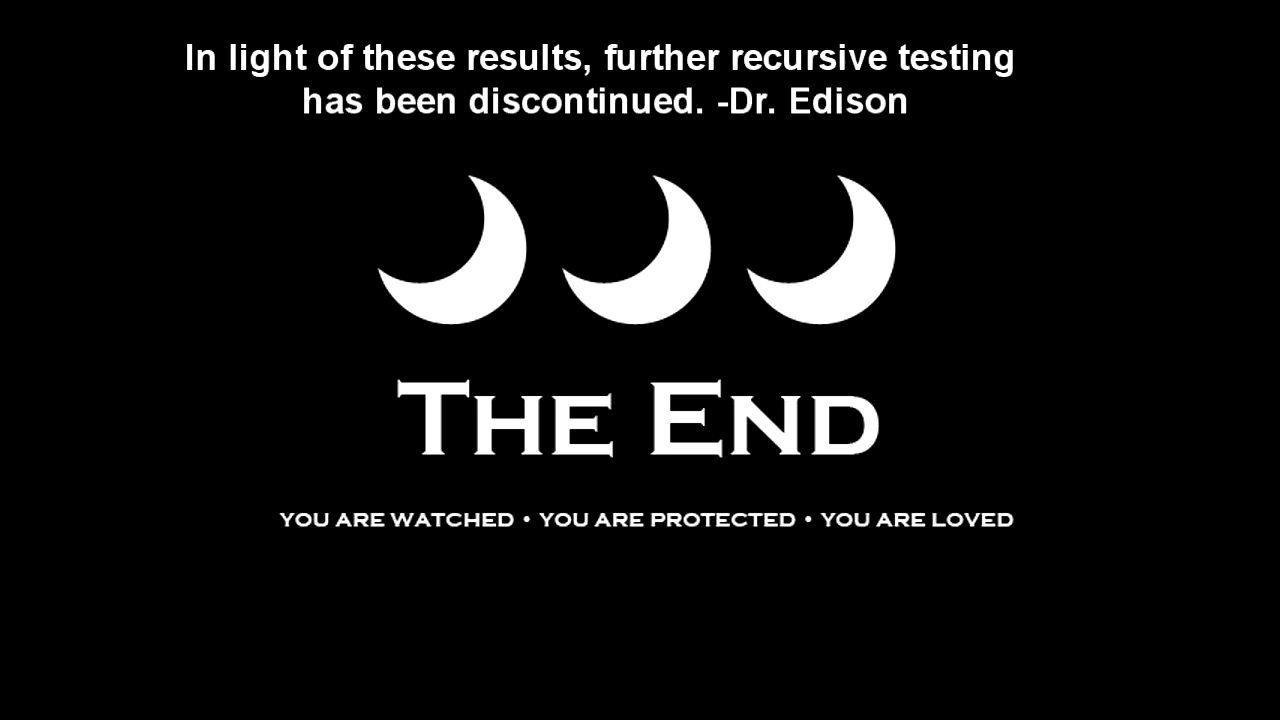 In light of these results, further recursive testing
has been discontinued. -Dr. Edison
THE END
YOU ARE WATCHED • YOU ARE PROTECTED • YOU ARE LOVED